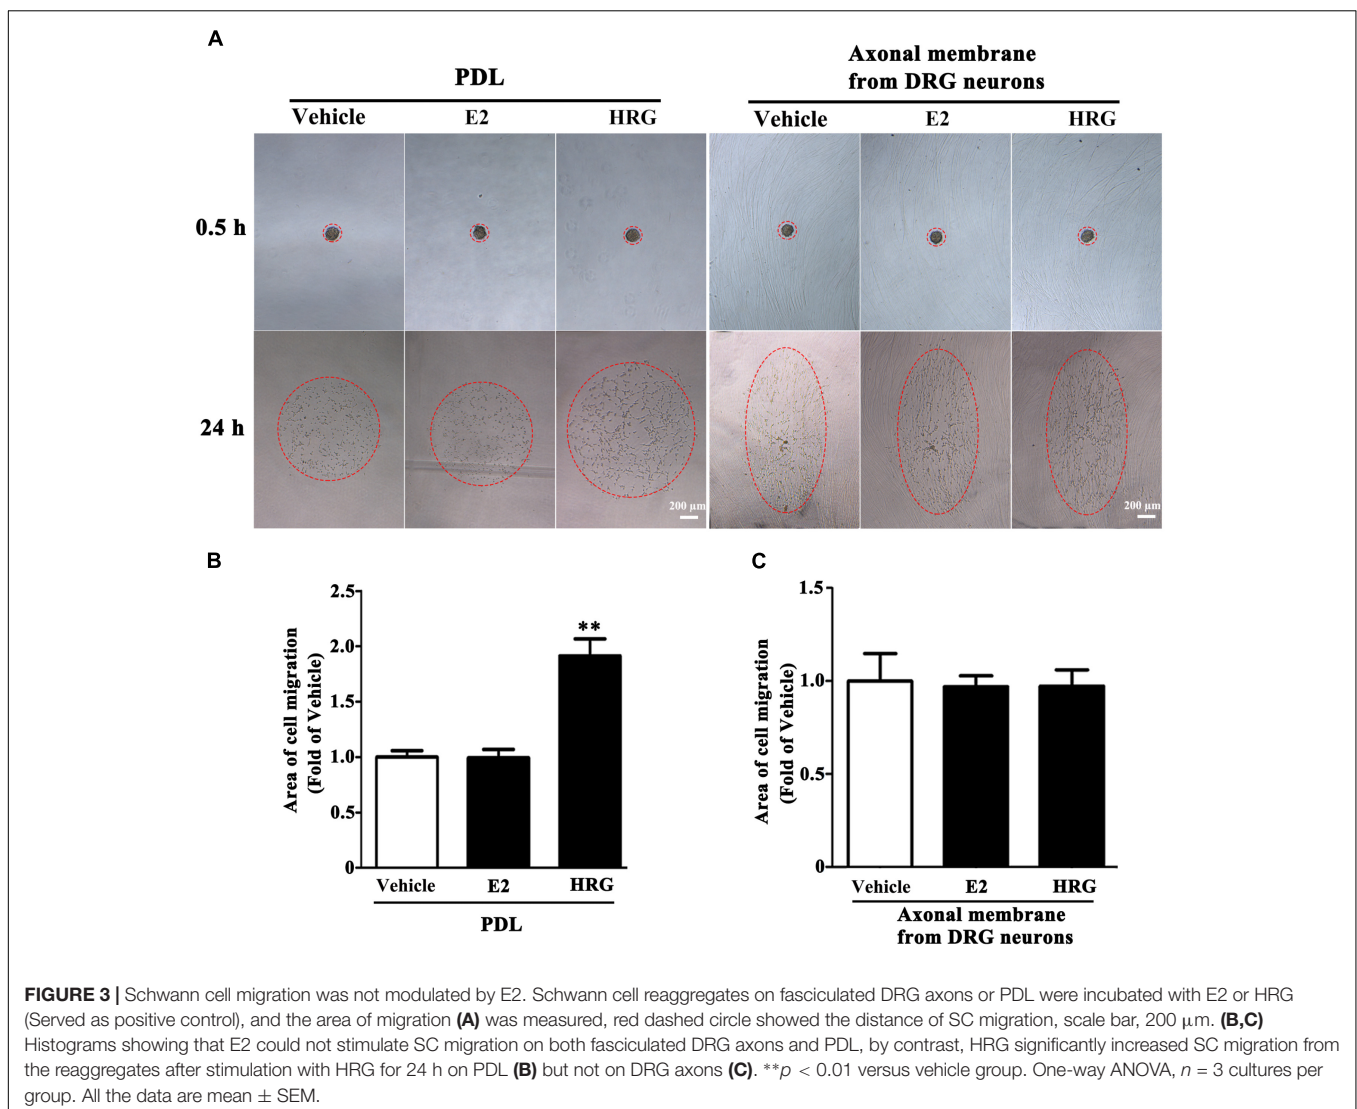 A
PDL
Axonal membrane
from DRG neurons
Vehicle E2 HRG Vehicle E2 HRG
0.5 h
24 h
200 µm 200 µm
B
C
Area of cell migration
(Fold of Vehicle)
2.5
2.0
1.5
1.0
0.5
0
**
Vehicle E2 HRG
PDL
Area of cell migration
(Fold of Vehicle)
1.5
1.0
0.5
0
Vehicle E2 HRG
Axonal membrane
from DRG neurons
FIGURE 3 | Schwann cell migration was not modulated by E2. Schwann cell reaggregates on fasciculated DRG axons or PDL were incubated with E2 or HRG
(Served as positive control), and the area of migration (A) was measured, red dashed circle showed the distance of SC migration, scale bar, 200 µm. (B,C)
Histograms showing that E2 could not stimulate SC migration on both fasciculated DRG axons and PDL, by contrast, HRG significantly increased SC migration from
the reaggregates after stimulation with HRG for 24 h on PDL (B) but not on DRG axons (C). **p < 0.01 versus vehicle group. One-way ANOVA, n = 3 cultures per
group. All the data are mean ± SEM.